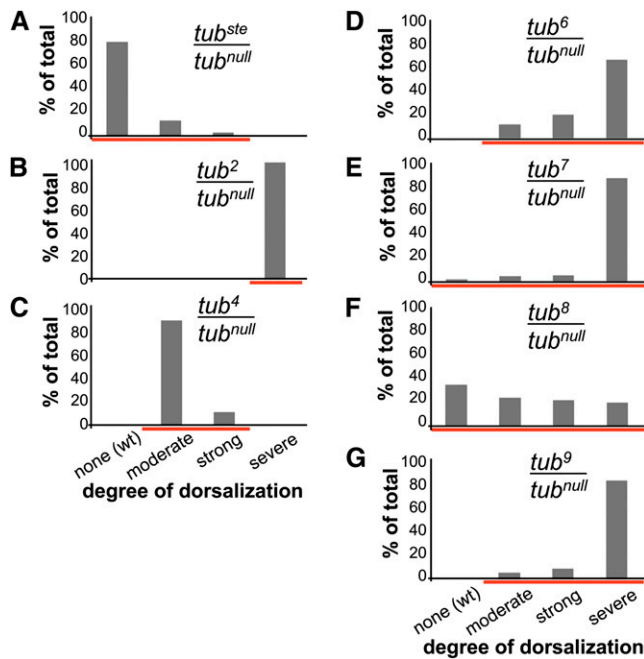 A
tub^ste
tub^null
% of total
100
80
60
40
20
0
B
tub^2
tub^null
% of total
100
80
60
40
20
0
C
tub^4
tub^null
% of total
100
80
60
40
20
0
none (wt)
moderate
strong
severe
degree of dorsalization
D
tub^6
tub^null
% of total
100
80
60
40
20
0
E
tub^7
tub^null
% of total
100
80
60
40
20
0
F
tub^8
tub^null
% of total
100
80
60
40
20
0
G
tub^9
tub^null
% of total
100
80
60
40
20
0
none (wt)
moderate
strong
severe
degree of dorsalization